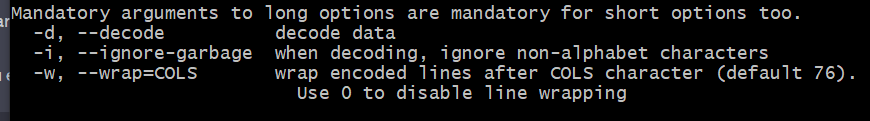 Mandatory arguments to long options are mandatory for short options too.
-d, --decode          decode data
-i, --ignore-garbage  when decoding, ignore non-alphabet characters
-w, --wrap=COLS       wrap encoded lines after COLS character (default 76).
                        Use 0 to disable line wrapping